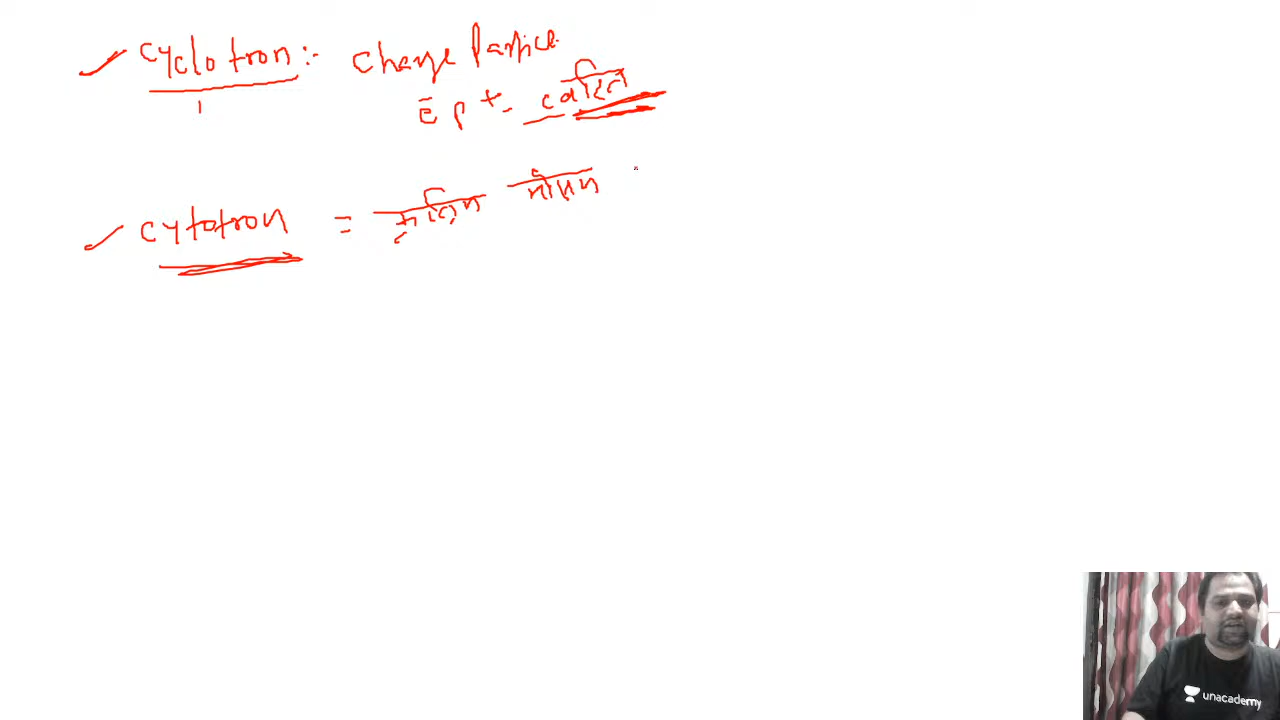 ✓ Cyclotron :- Charge Particle
E P + - त्वरित
✓ Cytotron = कृत्रिम मौसम
unacademy